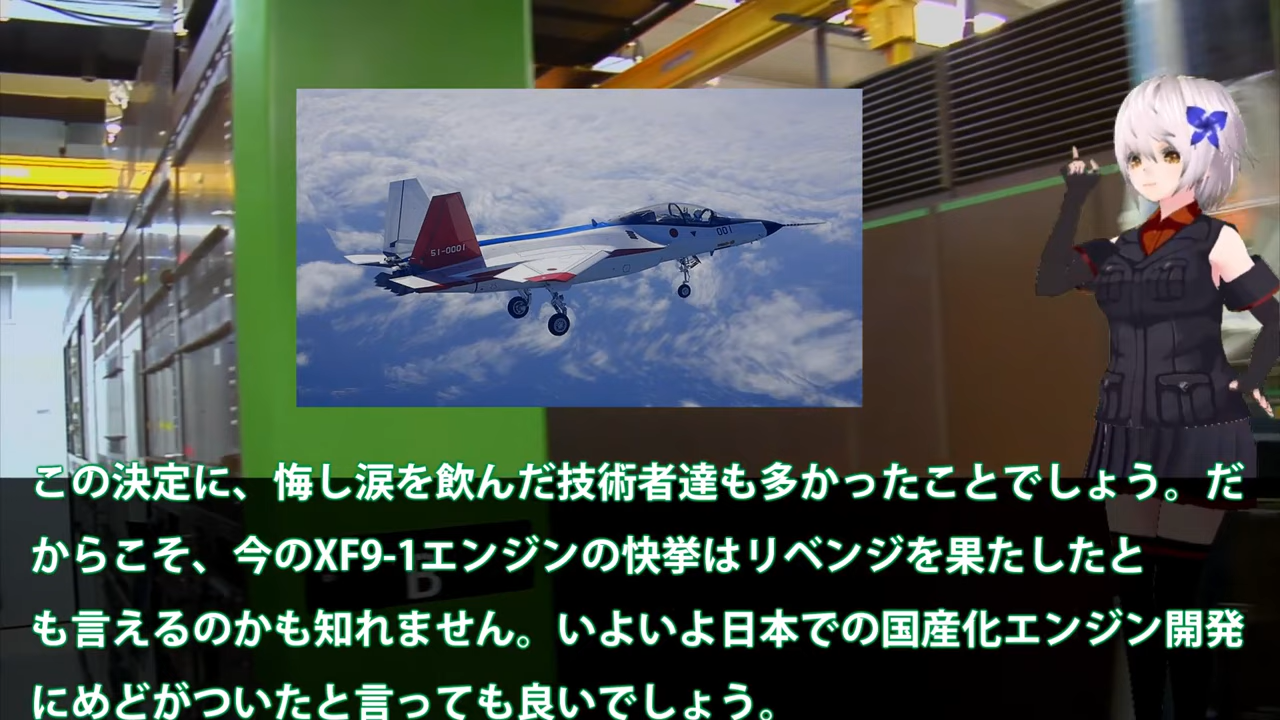 001
51-0001
この決定に、悔し涙を飲んだ技術者達も多かったことでしょう。だ
からこそ、今のXF9-1エンジンの快挙はリベンジを果たしたと
も言えるのかも知れません。いよいよ日本での国産化エンジン開発
にめどがついたと言っても良いでしょう。
D